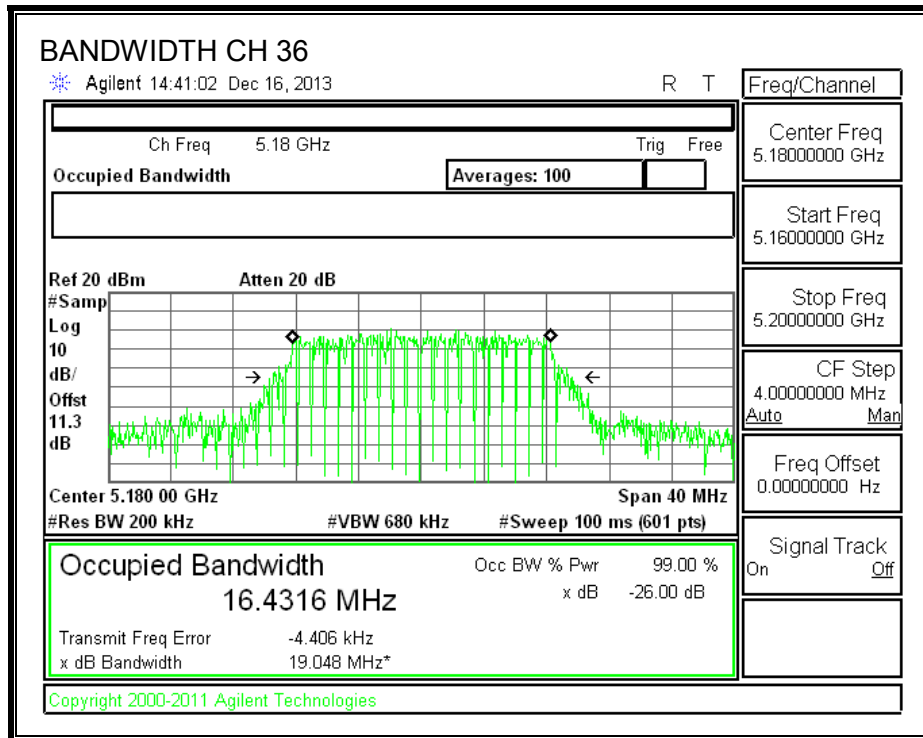 BANDWIDTH CH 36
Agilent 14:41:02 Dec 16, 2013 R T
Freq/Channel
Ch Freq 5.18 GHz Trig Free
Occupied Bandwidth Averages: 100
Center Freq
5.18000000 GHz
Start Freq
5.16000000 GHz
Stop Freq
5.20000000 GHz
CF Step
4.00000000 MHz
Auto Man
Freq Offset
0.00000000 Hz
Signal Track
On Off
Ref 20 dBm Atten 20 dB
#Samp
Log
10
dB/
Offst
11.3
dB
Center 5.180 00 GHz Span 40 MHz
#Res BW 200 kHz #VBW 680 kHz #Sweep 100 ms (601 pts)
Occupied Bandwidth Occ BW % Pwr 99.00 %
16.4316 MHz x dB -26.00 dB
Transmit Freq Error -4.406 kHz
x dB Bandwidth 19.048 MHz*
Copyright 2000-2011 Agilent Technologies